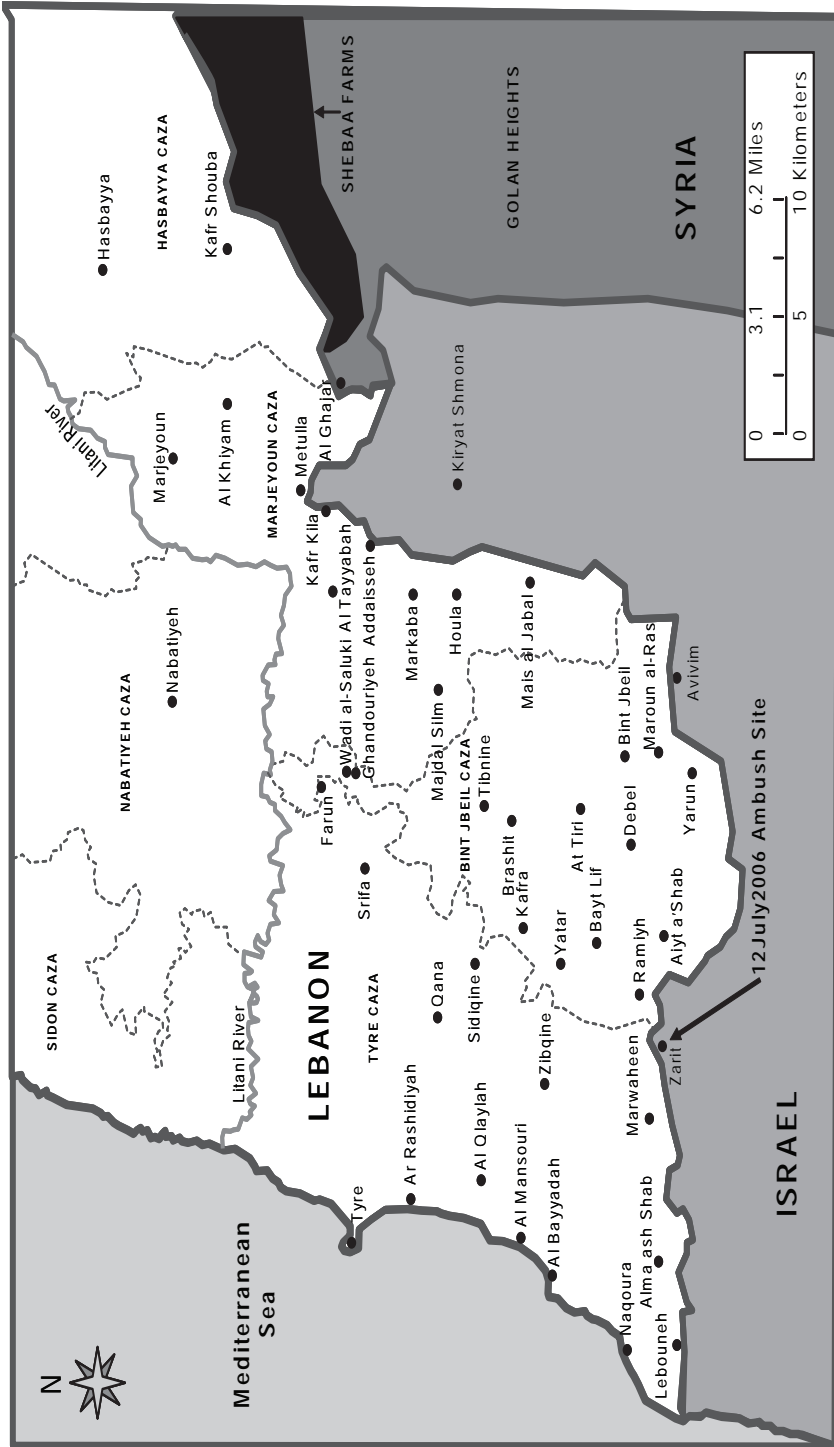 N
Mediterranean
Sea
SIDON CAZA
NABATIYEH CAZA
Nabatiyeh
Litani River
Marjeyoun
Al Khiyam
MARJEYOUN CAZA
Hasbayya
HASBAYYA CAZA
Kafr Shouba
SHEBAA FARMS
GOLAN HEIGHTS
SYRIA
Litani River
LEBANON
TYRE CAZA
Tyre
Ar Rashidiyah
Al Qlaylah
Al Mansouri
Al Bayyadah
Naqoura
Alma ash Shab
Lebouneh
Qana
Sidiqine
Zibqine
Marwaheen
Zarit
Srifa
Farun
Wadi al-Saluki
Ghandouriyeh
Al Tayyabah
Addaisseh
Kafr Kila
Metulla
Al Ghajar
Kiryat Shmona
Markaba
Houla
Majdal Silm
Mais al Jabal
BINT JBEIL CAZA
Tibnine
Brashit
Kafra
Yatar
At Tiri
Bayt Lif
Debel
Bint Jbeil
Maroun al-Ras
Avivim
Yarun
Aiyt a'Shab
Ramiyh
12July2006 Ambush Site
ISRAEL
0 3.1 6.2 Miles
0 5 10 Kilometers